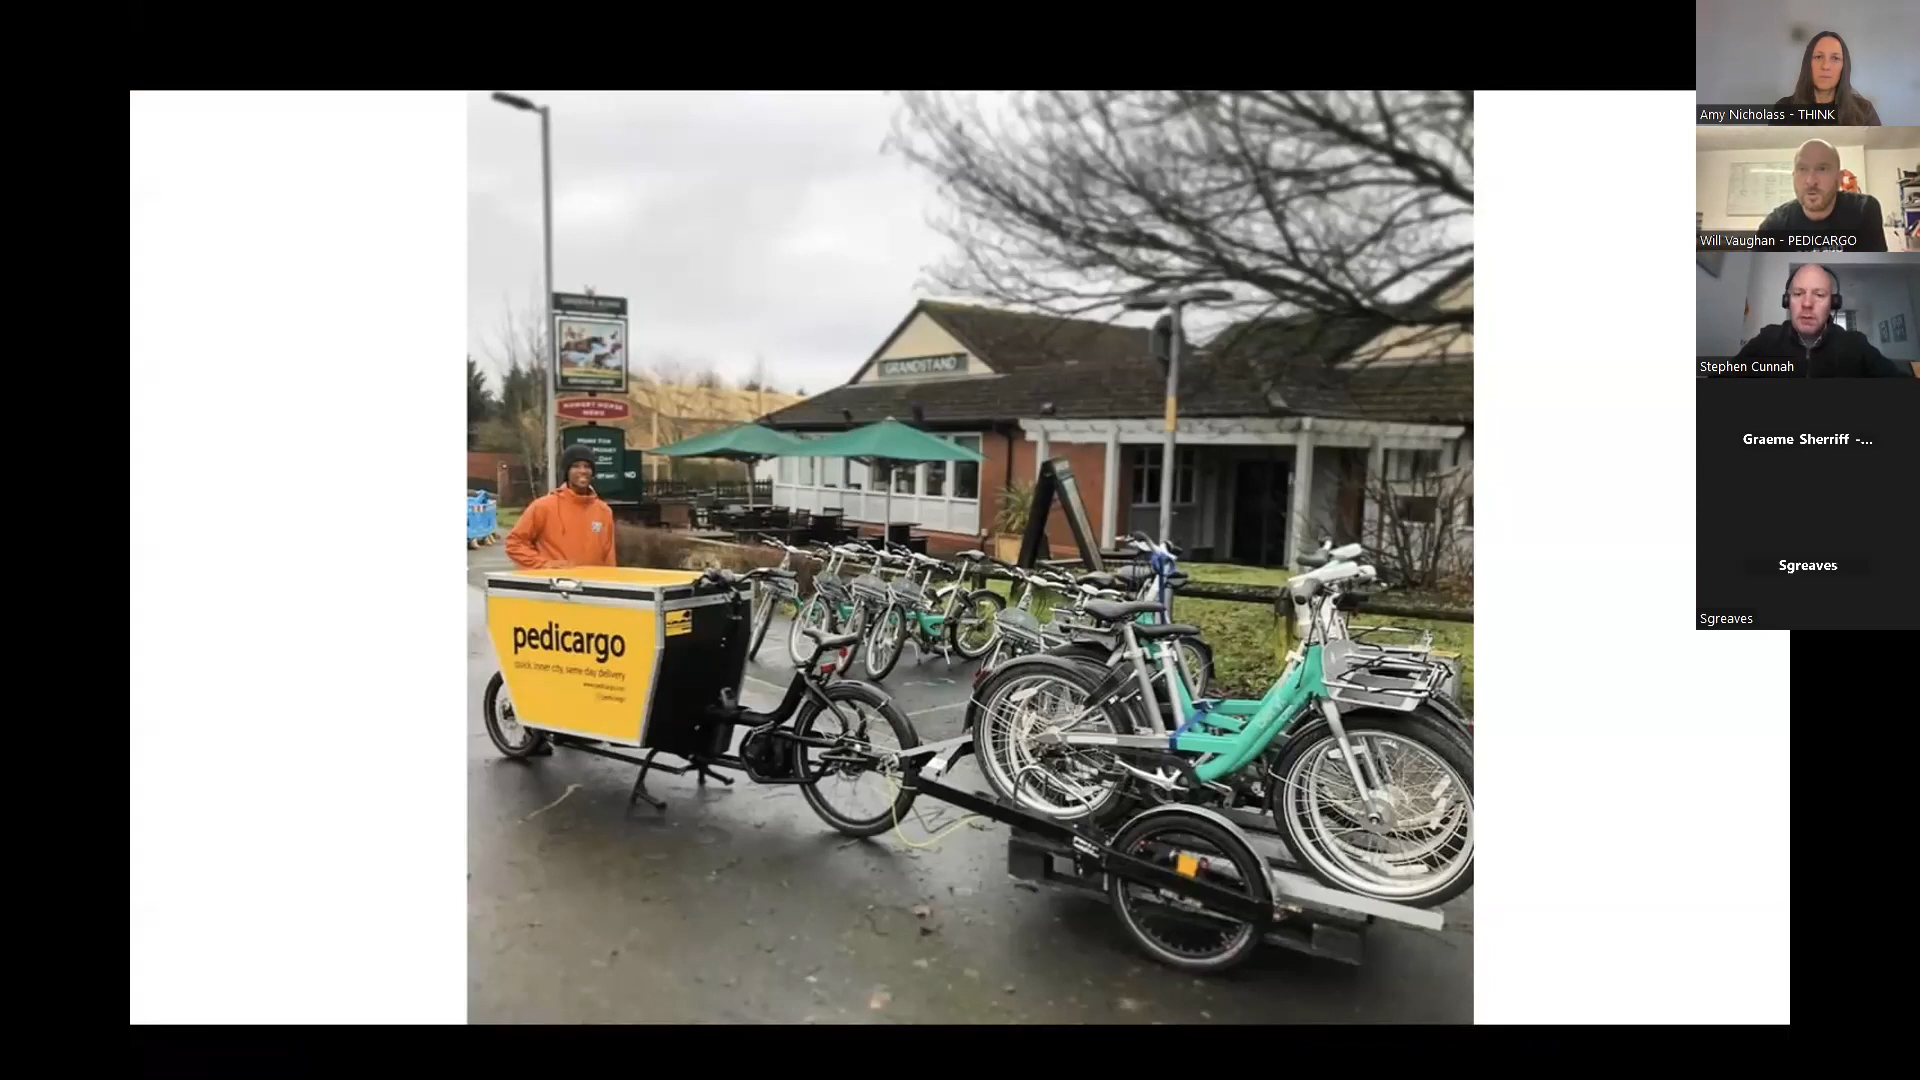 Amy Nicholass - THINK
Will Vaughan - PEDICARGO
Stephen Cunnah
Graeme Sherriff -...
Sgreaves
Sgreaves
GRANDSTAND
pedicargo
quick, inner city, same day delivery